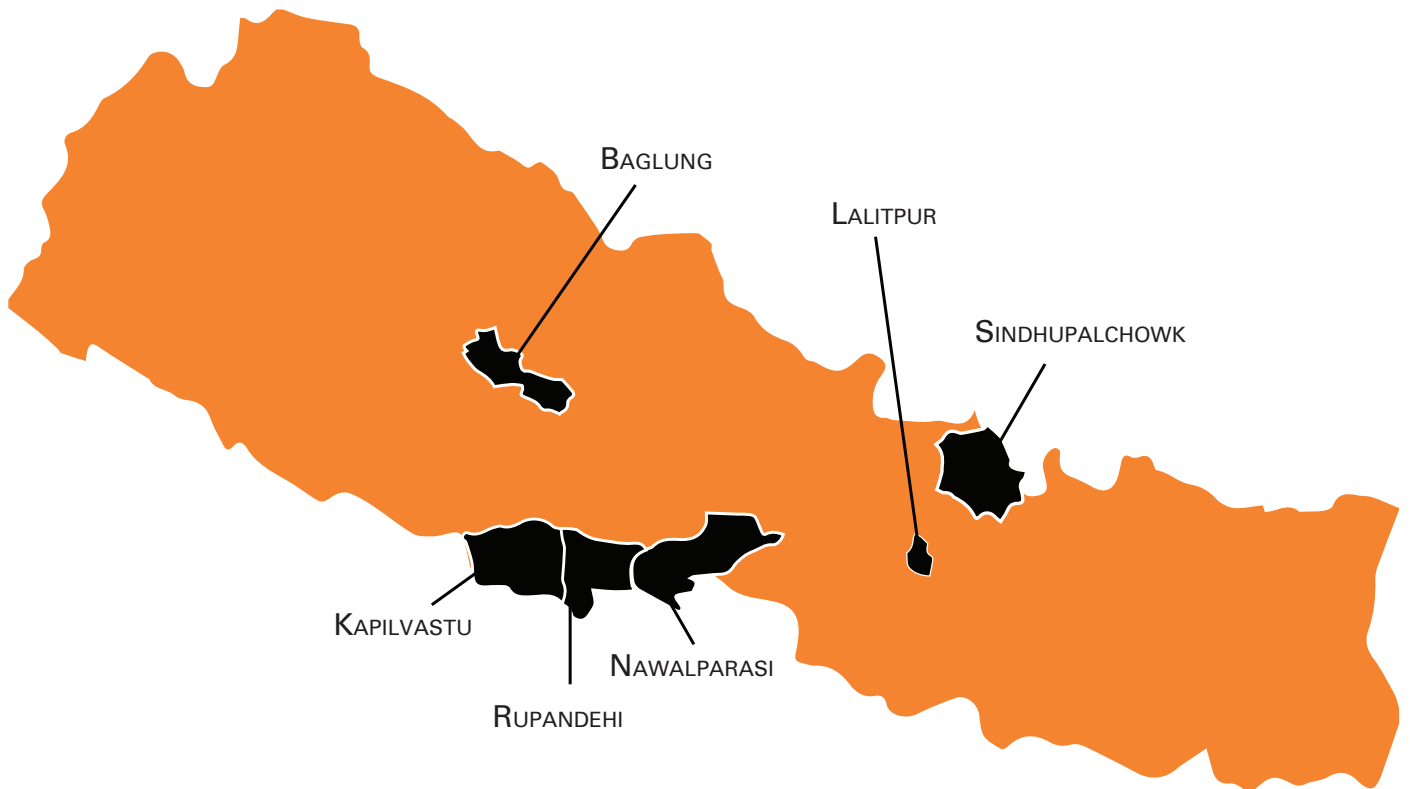 BAGLUNG
LALITPUR
SINDHUPALCHOWK
KAPILVASTU
NAWALPARASI
RUPANDEHI